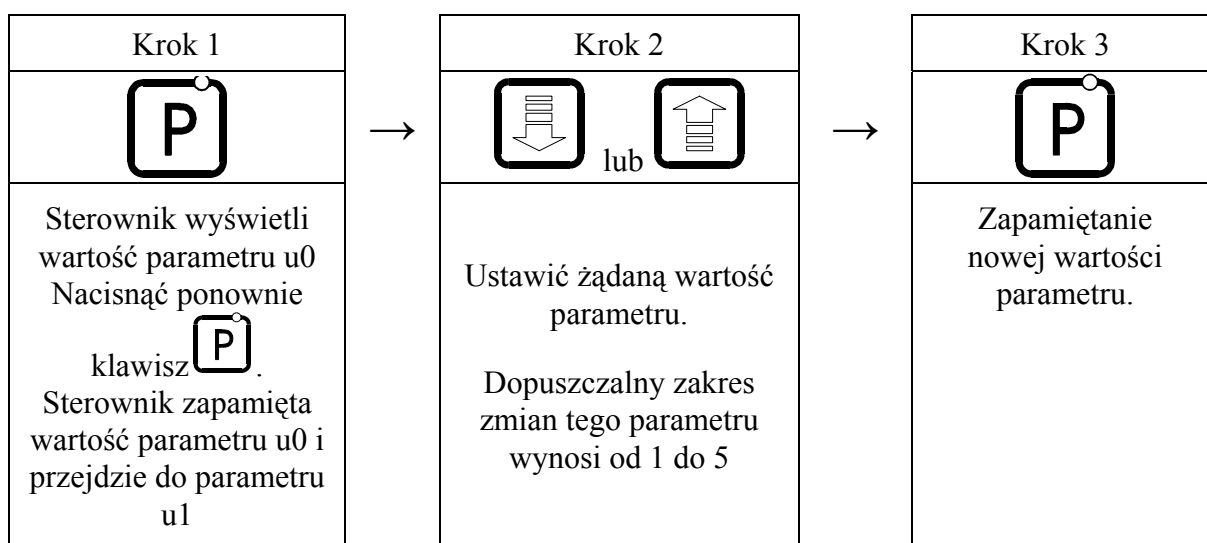 Krok 1
P
Sterownik wyświetli
wartość parametru u0
Nacisnąć ponownie
klawisz P .
Sterownik zapamięta
wartość parametru u0 i
przejdzie do parametru
u1
→
Krok 2
lub
Ustawić żądaną wartość
parametru.
Dopuszczalny zakres
zmian tego parametru
wynosi od 1 do 5
→
Krok 3
P
Zapamiętanie
nowej wartości
parametru.